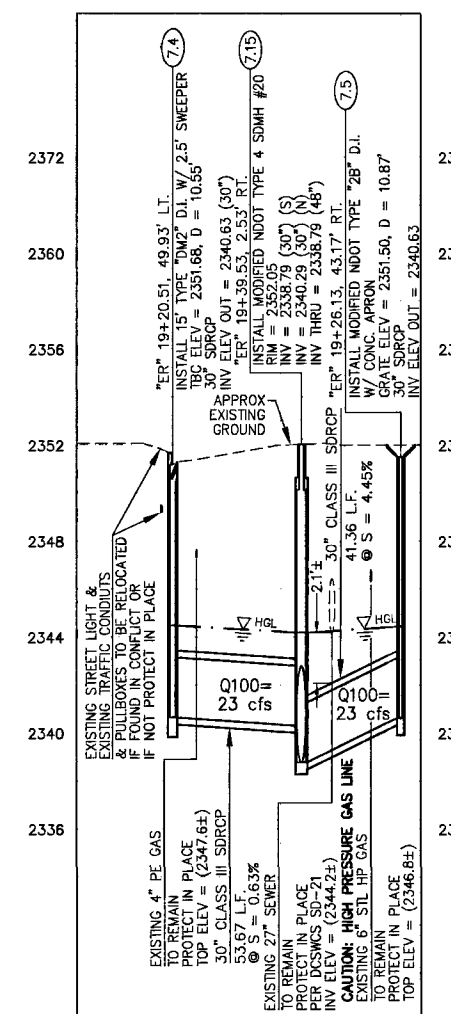 7.4
7.15
7.5
"ER" 19+20.51, 49.93' LT.
INSTALL 15' TYPE "DM2" D.I. W/ 2.5' SWEEPER
TBC ELEV = 2351.68, D = 10.55'
30" SDRCP
INV ELEV OUT = 2340.63 (30")
"ER" 19+39.53, 2.53' RT.
INSTALL MODIFIED NDOT TYPE 4 SDMH #20
RIM = 2352.05
INV = 2338.79 (30") (S)
INV = 2340.29 (30") (N)
INV THRU = 2338.79 (48")
"ER" 19+26.13, 43.17' RT.
INSTALL MODIFIED NDOT TYPE "2B" D.I.
W/ CONC. APRON
GRATE ELEV = 2351.50, D = 10.87'
30" SDRCP
INV ELEV OUT = 2340.63
2372
2360
2356
2352
2348
2344
2340
2336
APPROX
EXISTING
GROUND
30" CLASS III SDRCP
41.36 L.F.
@ S = 4.45%
2.1'±
HGL
HGL
Q100=
23 cfs
Q100=
23 cfs
EXISTING STREET LIGHT &
EXISTING TRAFFIC CONDIUTS
& PULLBOXES TO BE RELOCATED
IF FOUND IN CONFLICT OR
IF NOT PROTECT IN PLACE
EXISTING 4" PE GAS
TO REMAIN
PROTECT IN PLACE
TOP ELEV = (2347.6±)
30" CLASS III SDRCP
53.67 L.F.
@ S = 0.63%
EXISTING 27" SEWER
TO REMAIN
PROTECT IN PLACE
PER DCSWCS SD-21
INV ELEV = (2344.2±)
CAUTION: HIGH PRESSURE GAS LINE
EXISTING 6" STL HP GAS
TO REMAIN
PROTECT IN PLACE
TOP ELEV = (2346.8±)